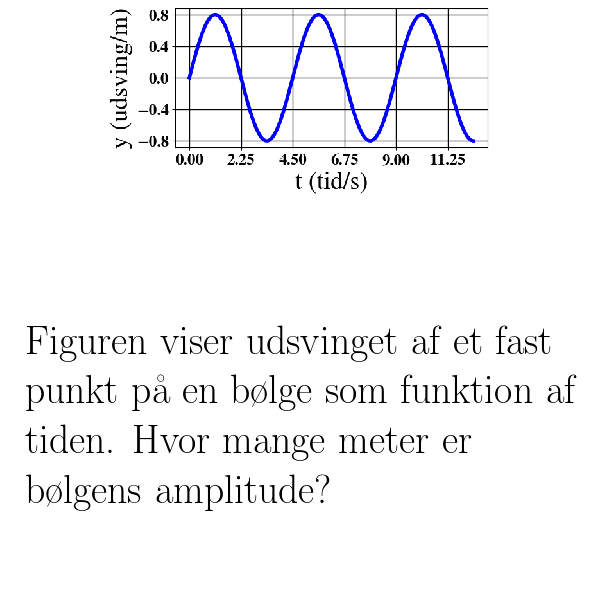 y (udsving/m)
0.8
0.4
0.0
−0.4
−0.8
0.00 2.25 4.50 6.75 9.00 11.25
t (tid/s)
Figuren viser udsvinget af et fast
punkt på en bølge som funktion af
tiden. Hvor mange meter er
bølgens amplitude?